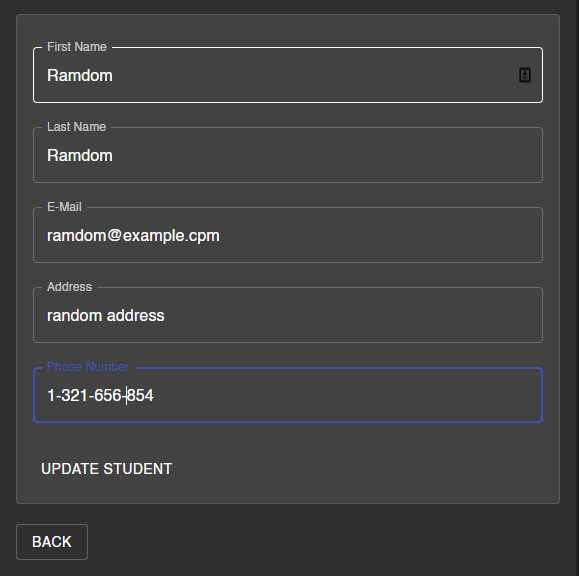 First Name
Ramdom
Last Name
Ramdom
E-Mail
ramdom@example.cpm
Address
random address
Phone Number
1-321-656-854
UPDATE STUDENT
BACK